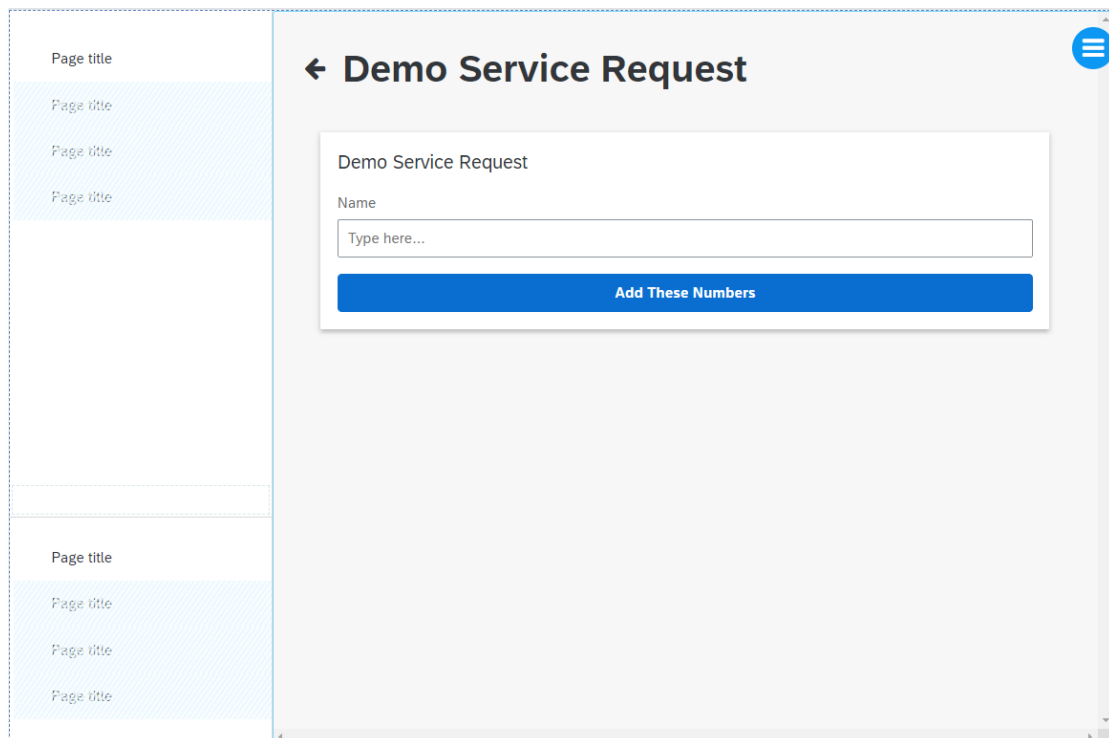 Page title
Page title
Page title
Page title
Page title
Page title
Page title
Page title
Demo Service Request
Demo Service Request
Name
Type here...
Add These Numbers